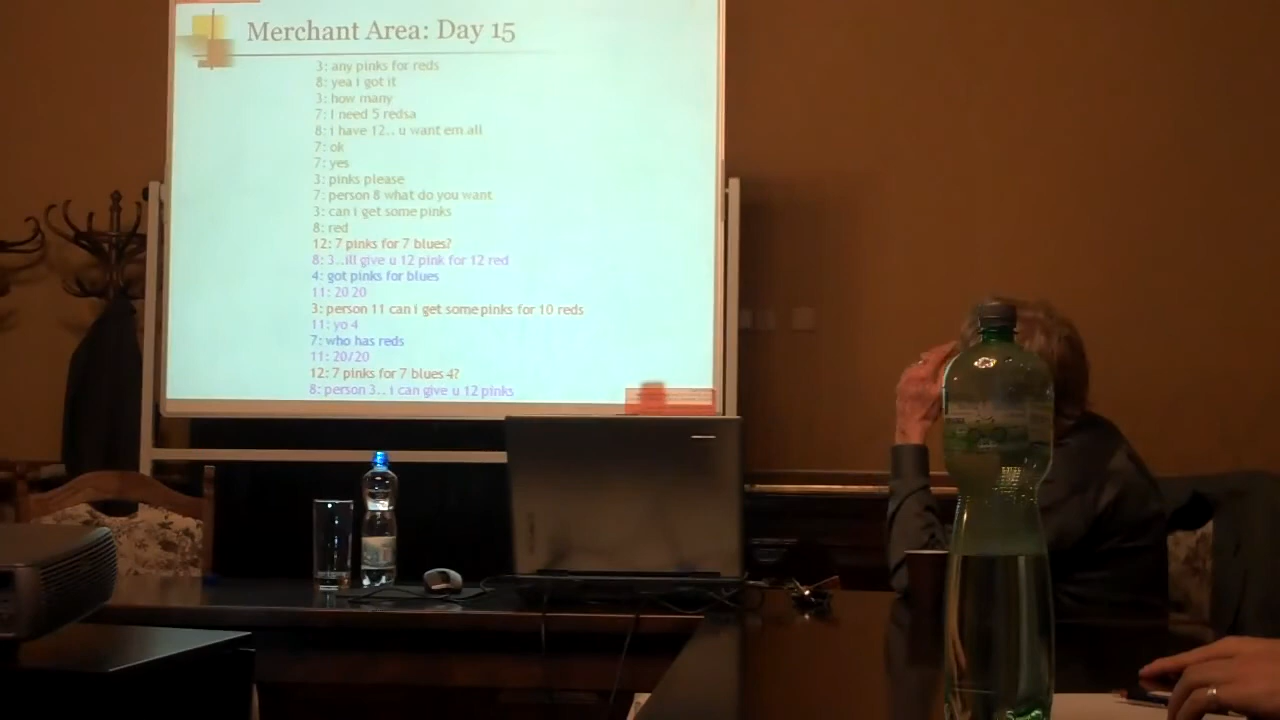 Merchant Area: Day 15
3: any pinks for reds
8: yea i got it
3: how many
7: I need 5 redsa
8: i have 12.. u want em all
7: ok
7: yes
3: pinks please
7: person 8 what do you want
3: can i get some pinks
8: red
12: 7 pinks for 7 blues?
8: 3..ill give u 12 pink for 12 red
4: got pinks for blues
11: 20 20
3: person 11 can i get some pinks for 10 reds
11: yo 4
7: who has reds
11: 20/20
12: 7 pinks for 7 blues 4?
8: person 3.. i can give u 12 pinks